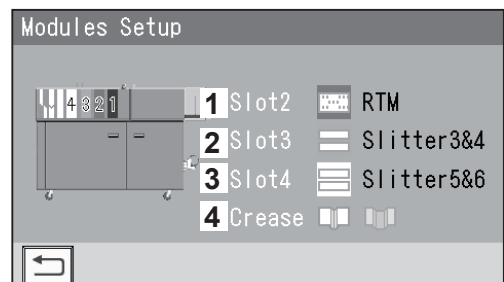 Modules Setup
4 3 2 1
1 Slot2 RTM
2 Slot3 Slitter3&4
3 Slot4 Slitter5&6
4 Crease